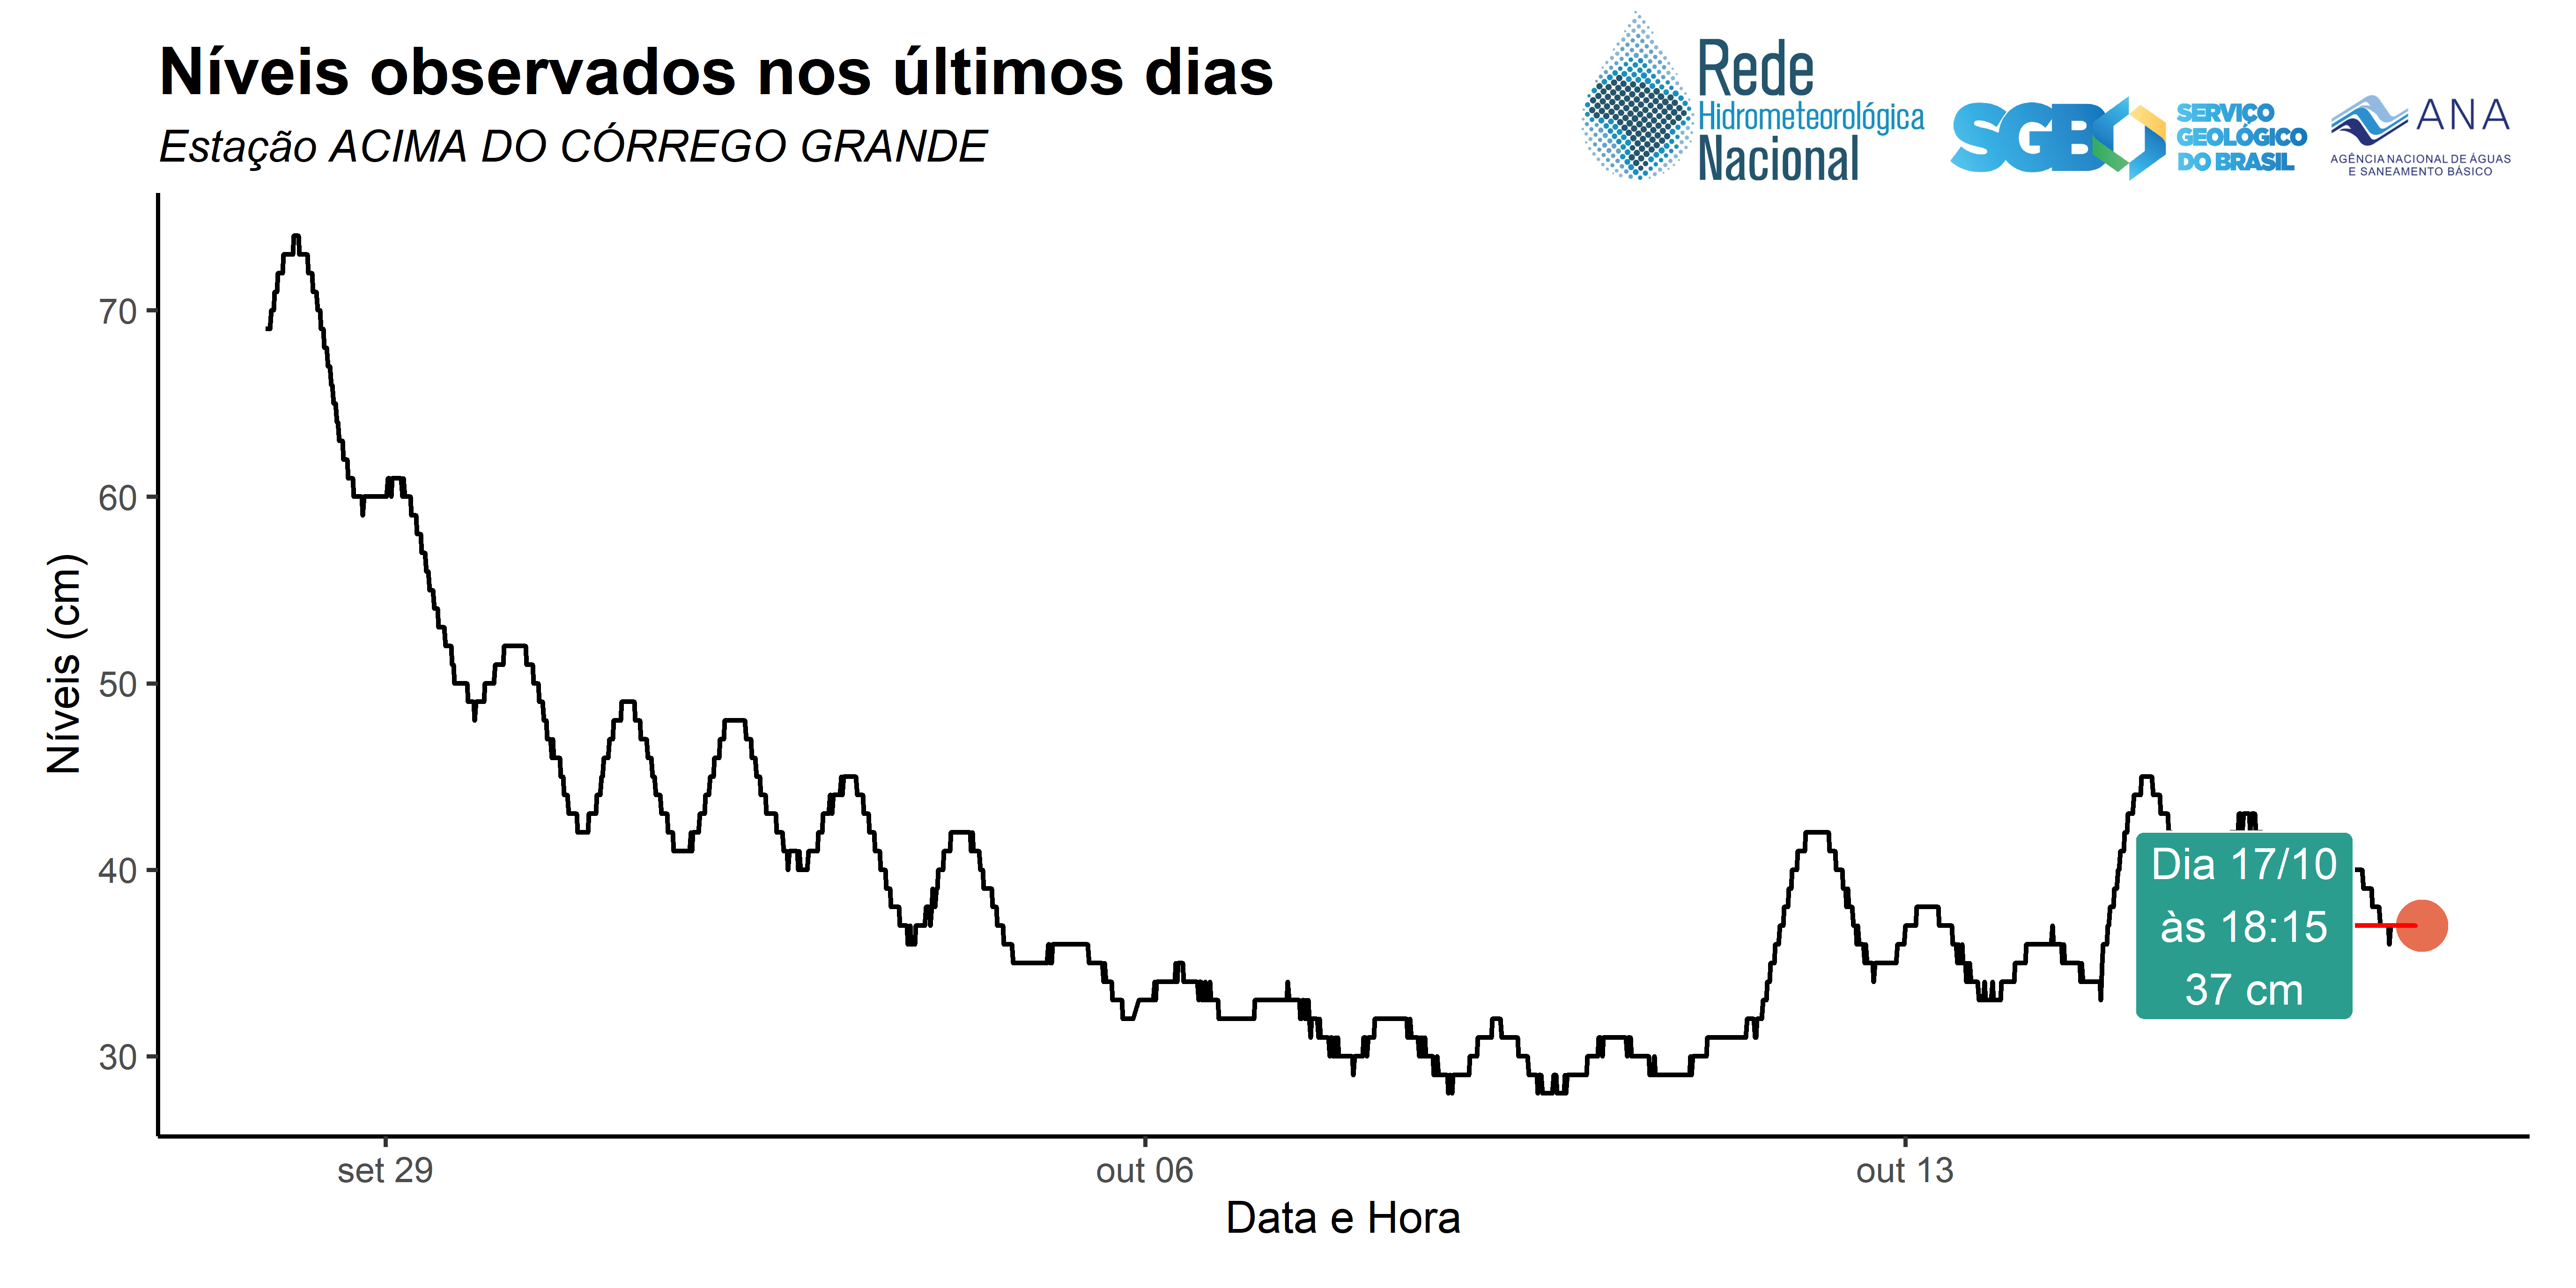 Níveis observados nos últimos dias
Estação ACIMA DO CÓRREGO GRANDE
Rede
Hidrometeorológica
Nacional
SGB
SERVIÇO
GEOLÓGICO
DO BRASIL
ANA
AGÊNCIA NACIONAL DE ÁGUAS
E SANEAMENTO BÁSICO
Níveis (cm)
70
60
50
40
30
Dia 17/10
às 18:15
37 cm
set 29
out 06
out 13
Data e Hora